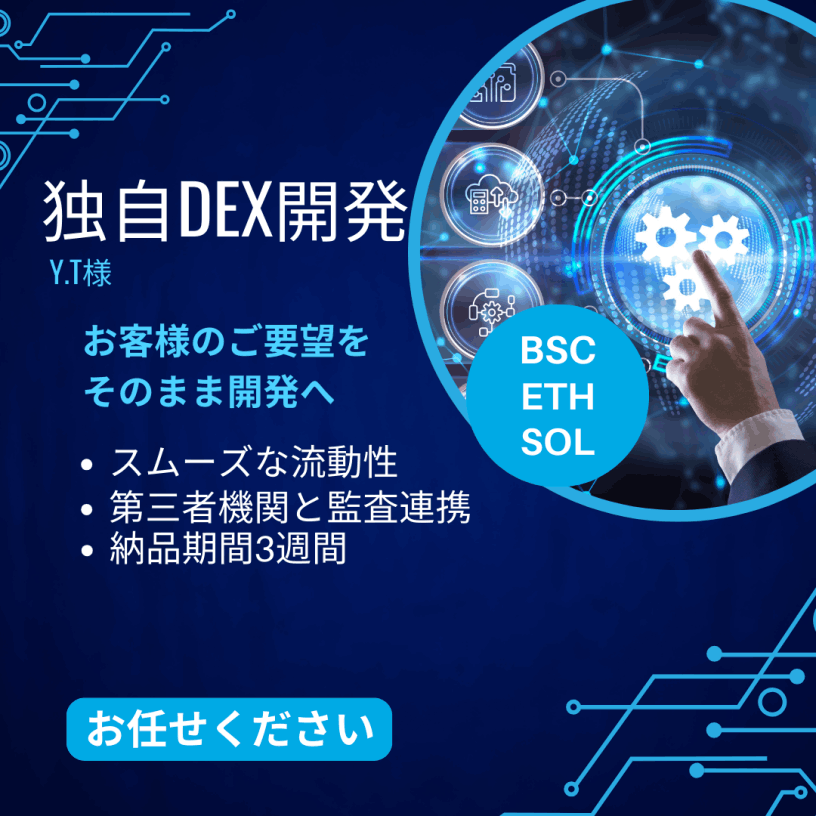 独自DEX開発
Y.T様
お客様のご要望を
そのまま開発へ
BSC
ETH
SOL
• スムーズな流動性
• 第三者機関と監査連携
• 納品期間3週間
お任せください